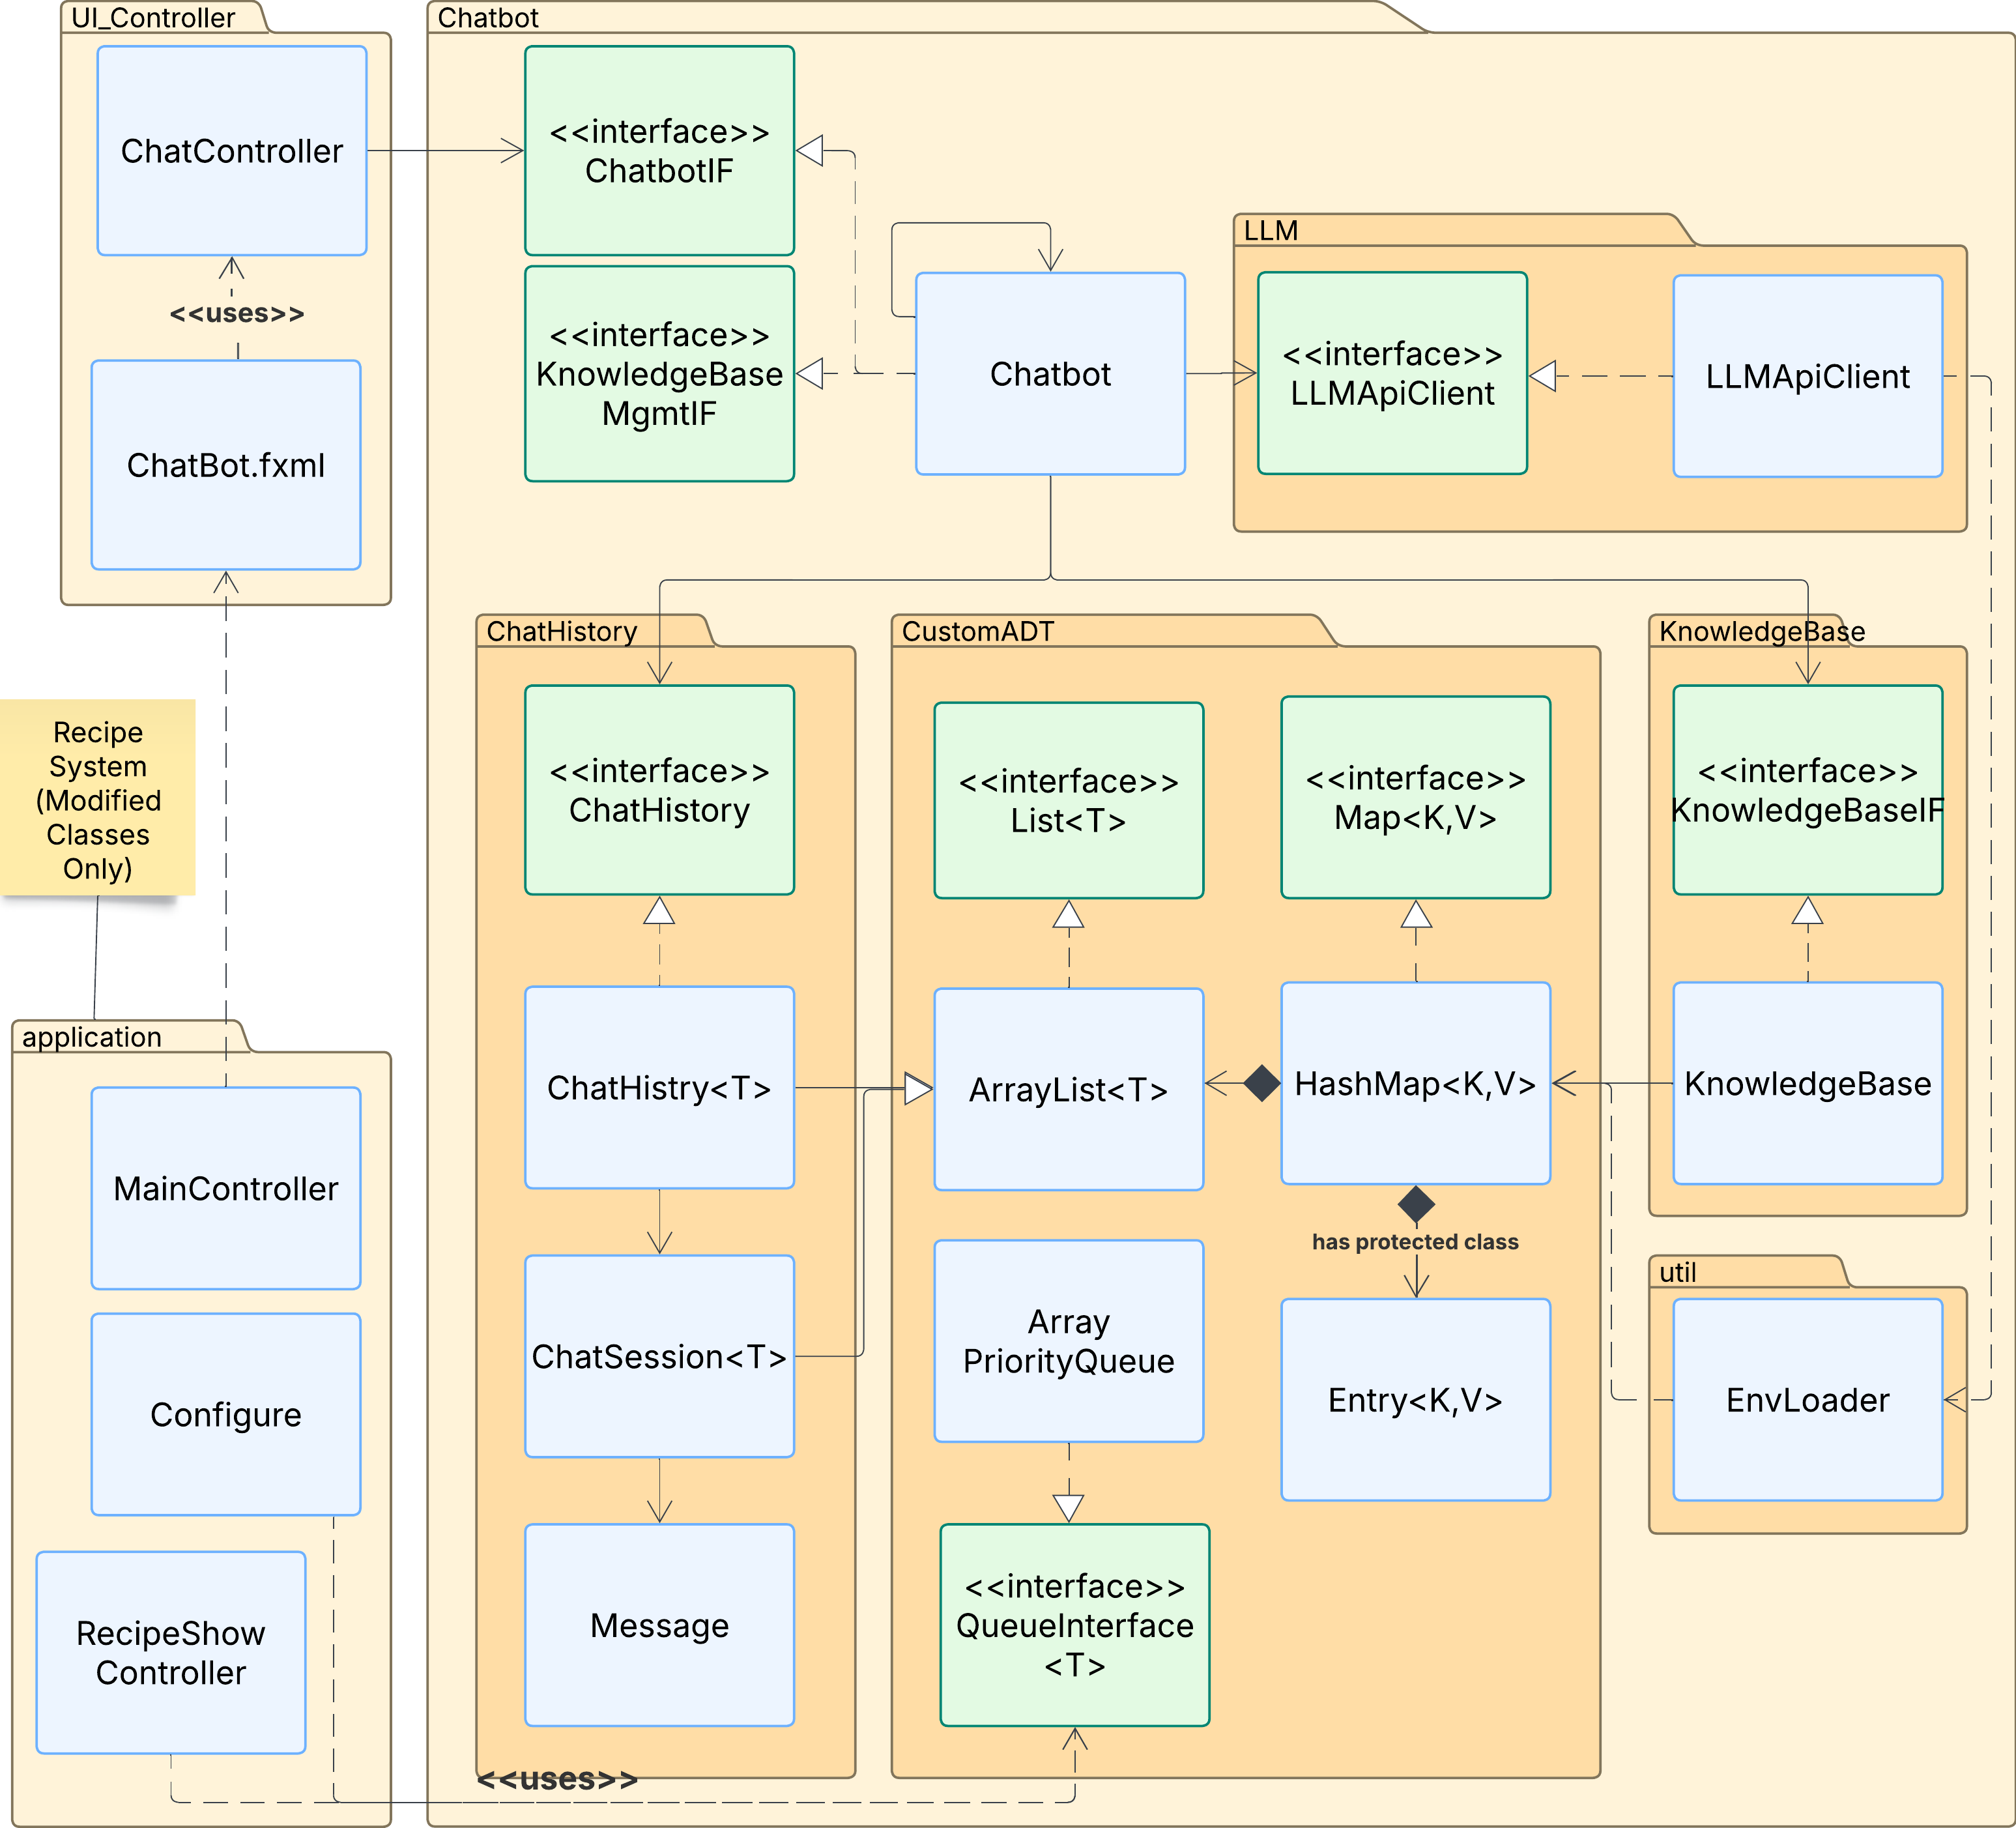 UI_Controller
ChatController
<<uses>>
ChatBot.fxml
Recipe
System
(Modified
Classes
Only)
application
MainController
Configure
RecipeShow
Controller
Chatbot
<<interface>>
ChatbotIF
<<interface>>
KnowledgeBase
MgmtIF
Chatbot
LLM
<<interface>>
LLMApiClient
LLMApiClient
ChatHistory
<<interface>>
ChatHistory
ChatHistry<T>
ChatSession<T>
Message
<<uses>>
CustomADT
<<interface>>
List<T>
<<interface>>
Map<K,V>
ArrayList<T>
HashMap<K,V>
has protected class
Array
PriorityQueue
Entry<K,V>
<<interface>>
QueueInterface
<T>
KnowledgeBase
<<interface>>
KnowledgeBaseIF
KnowledgeBase
util
EnvLoader